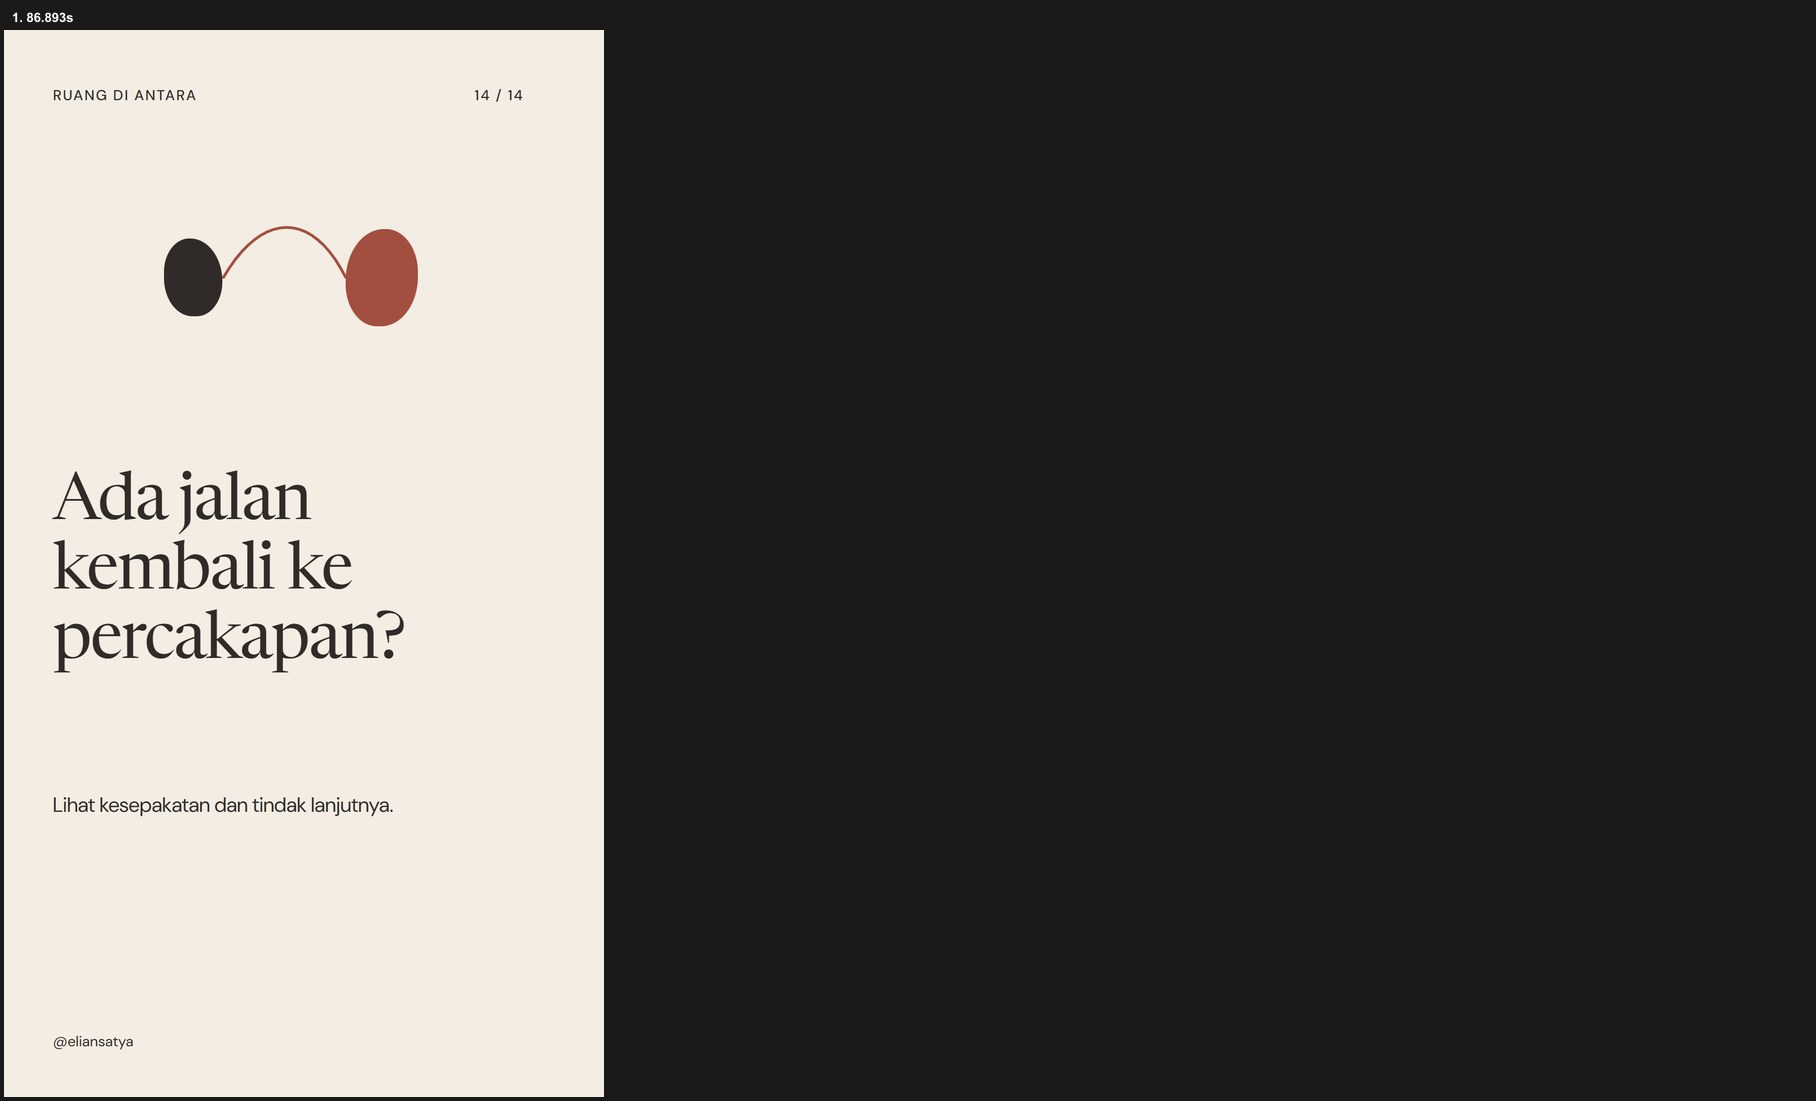 1. 86.893s
RUANG DI ANTARA
14 / 14
Ada jalan
kembali ke
percakapan?
Lihat kesepakatan dan tindak lanjutnya.
@eliansatya